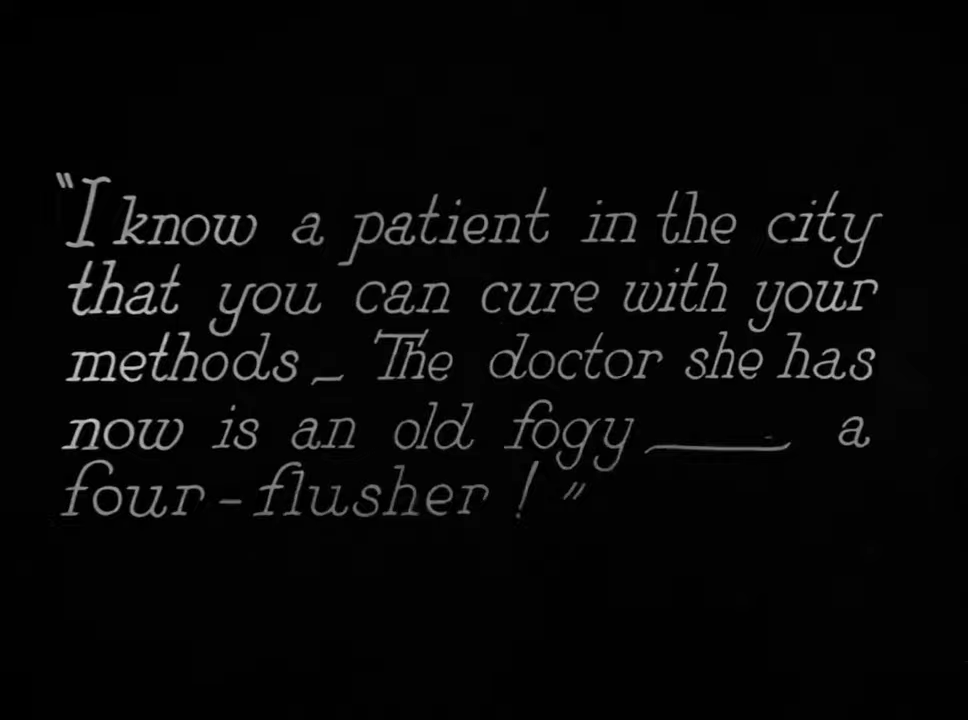 "I know a patient in the city
that you can cure with your
methods _ The doctor she has
now is an old fogy ___ a
four-flusher!"